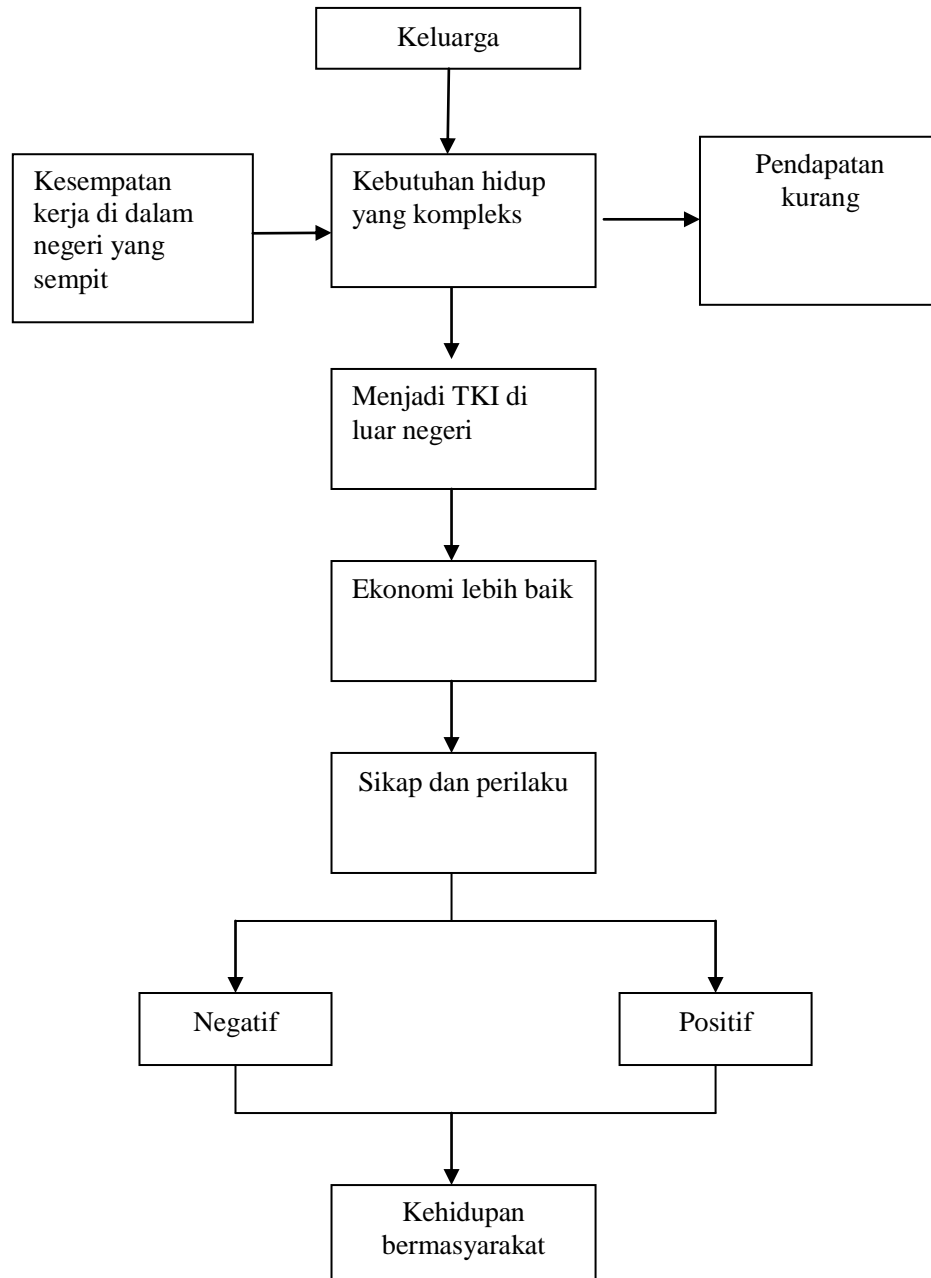 Keluarga
Kesempatan
kerja di dalam
negeri yang
sempit
Kebutuhan hidup
yang kompleks
Pendapatan
kurang
Menjadi TKI di
luar negeri
Ekonomi lebih baik
Sikap dan perilaku
Negatif
Positif
Kehidupan
bermasyarakat